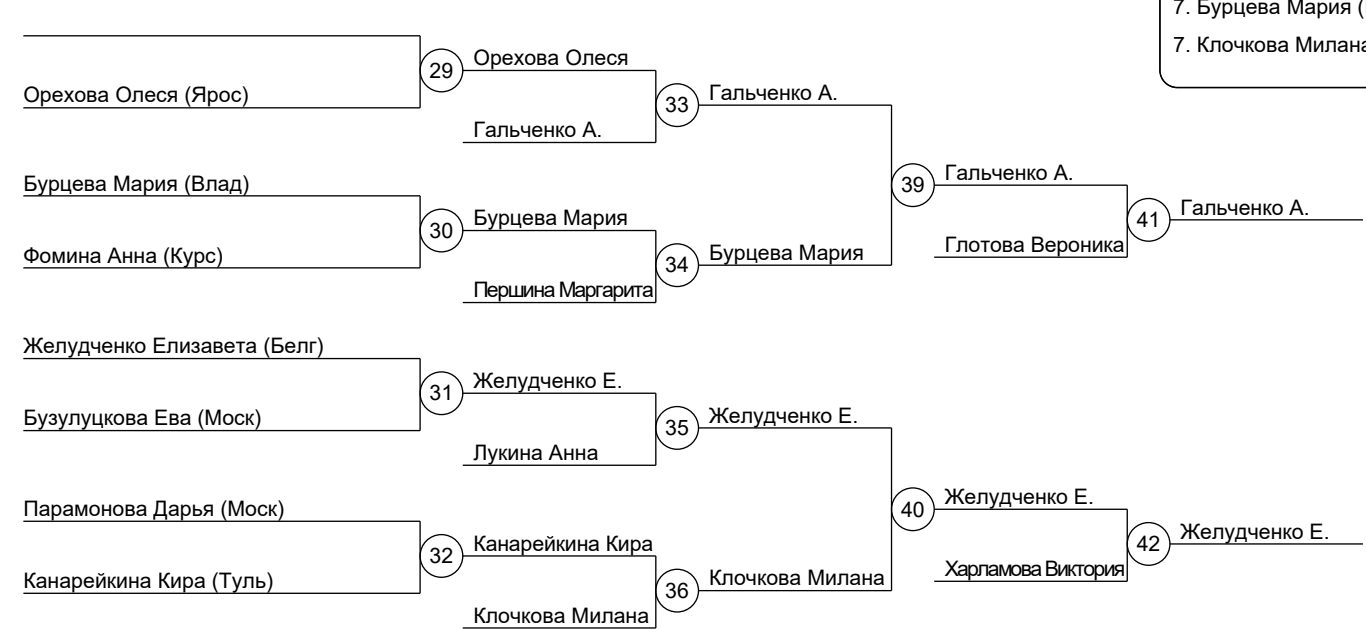 7. Бурцева Мария (
7. Клочкова Милана
29
Орехова Олеся
Орехова Олеся (Ярос)
33
Гальченко А.
Гальченко А.
Бурцева Мария (Влад)
39
Гальченко А.
30
Бурцева Мария
41
Гальченко А.
Фомина Анна (Курс)
34
Бурцева Мария
Глотова Вероника
Першина Маргарита
Желудченко Елизавета (Белг)
31
Желудченко Е.
Бузулуцкова Ева (Моск)
35
Желудченко Е.
Лукина Анна
Парамонова Дарья (Моск)
40
Желудченко Е.
32
Канарейкина Кира
42
Желудченко Е.
Канарейкина Кира (Туль)
36
Клочкова Милана
Харламова Виктория
Клочкова Милана